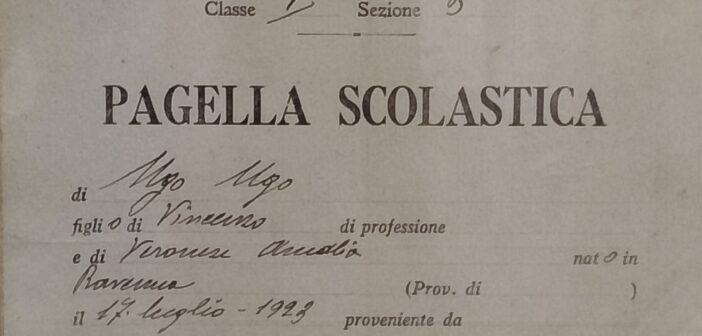 Classe Sezione
PAGELLA SCOLASTICA
di Ugo Ugo
figlio di Vincenzo di professione
e di Veronese Amalia nato in
Ravenna (Prov. di )
il 17. luglio - 1923 proveniente da